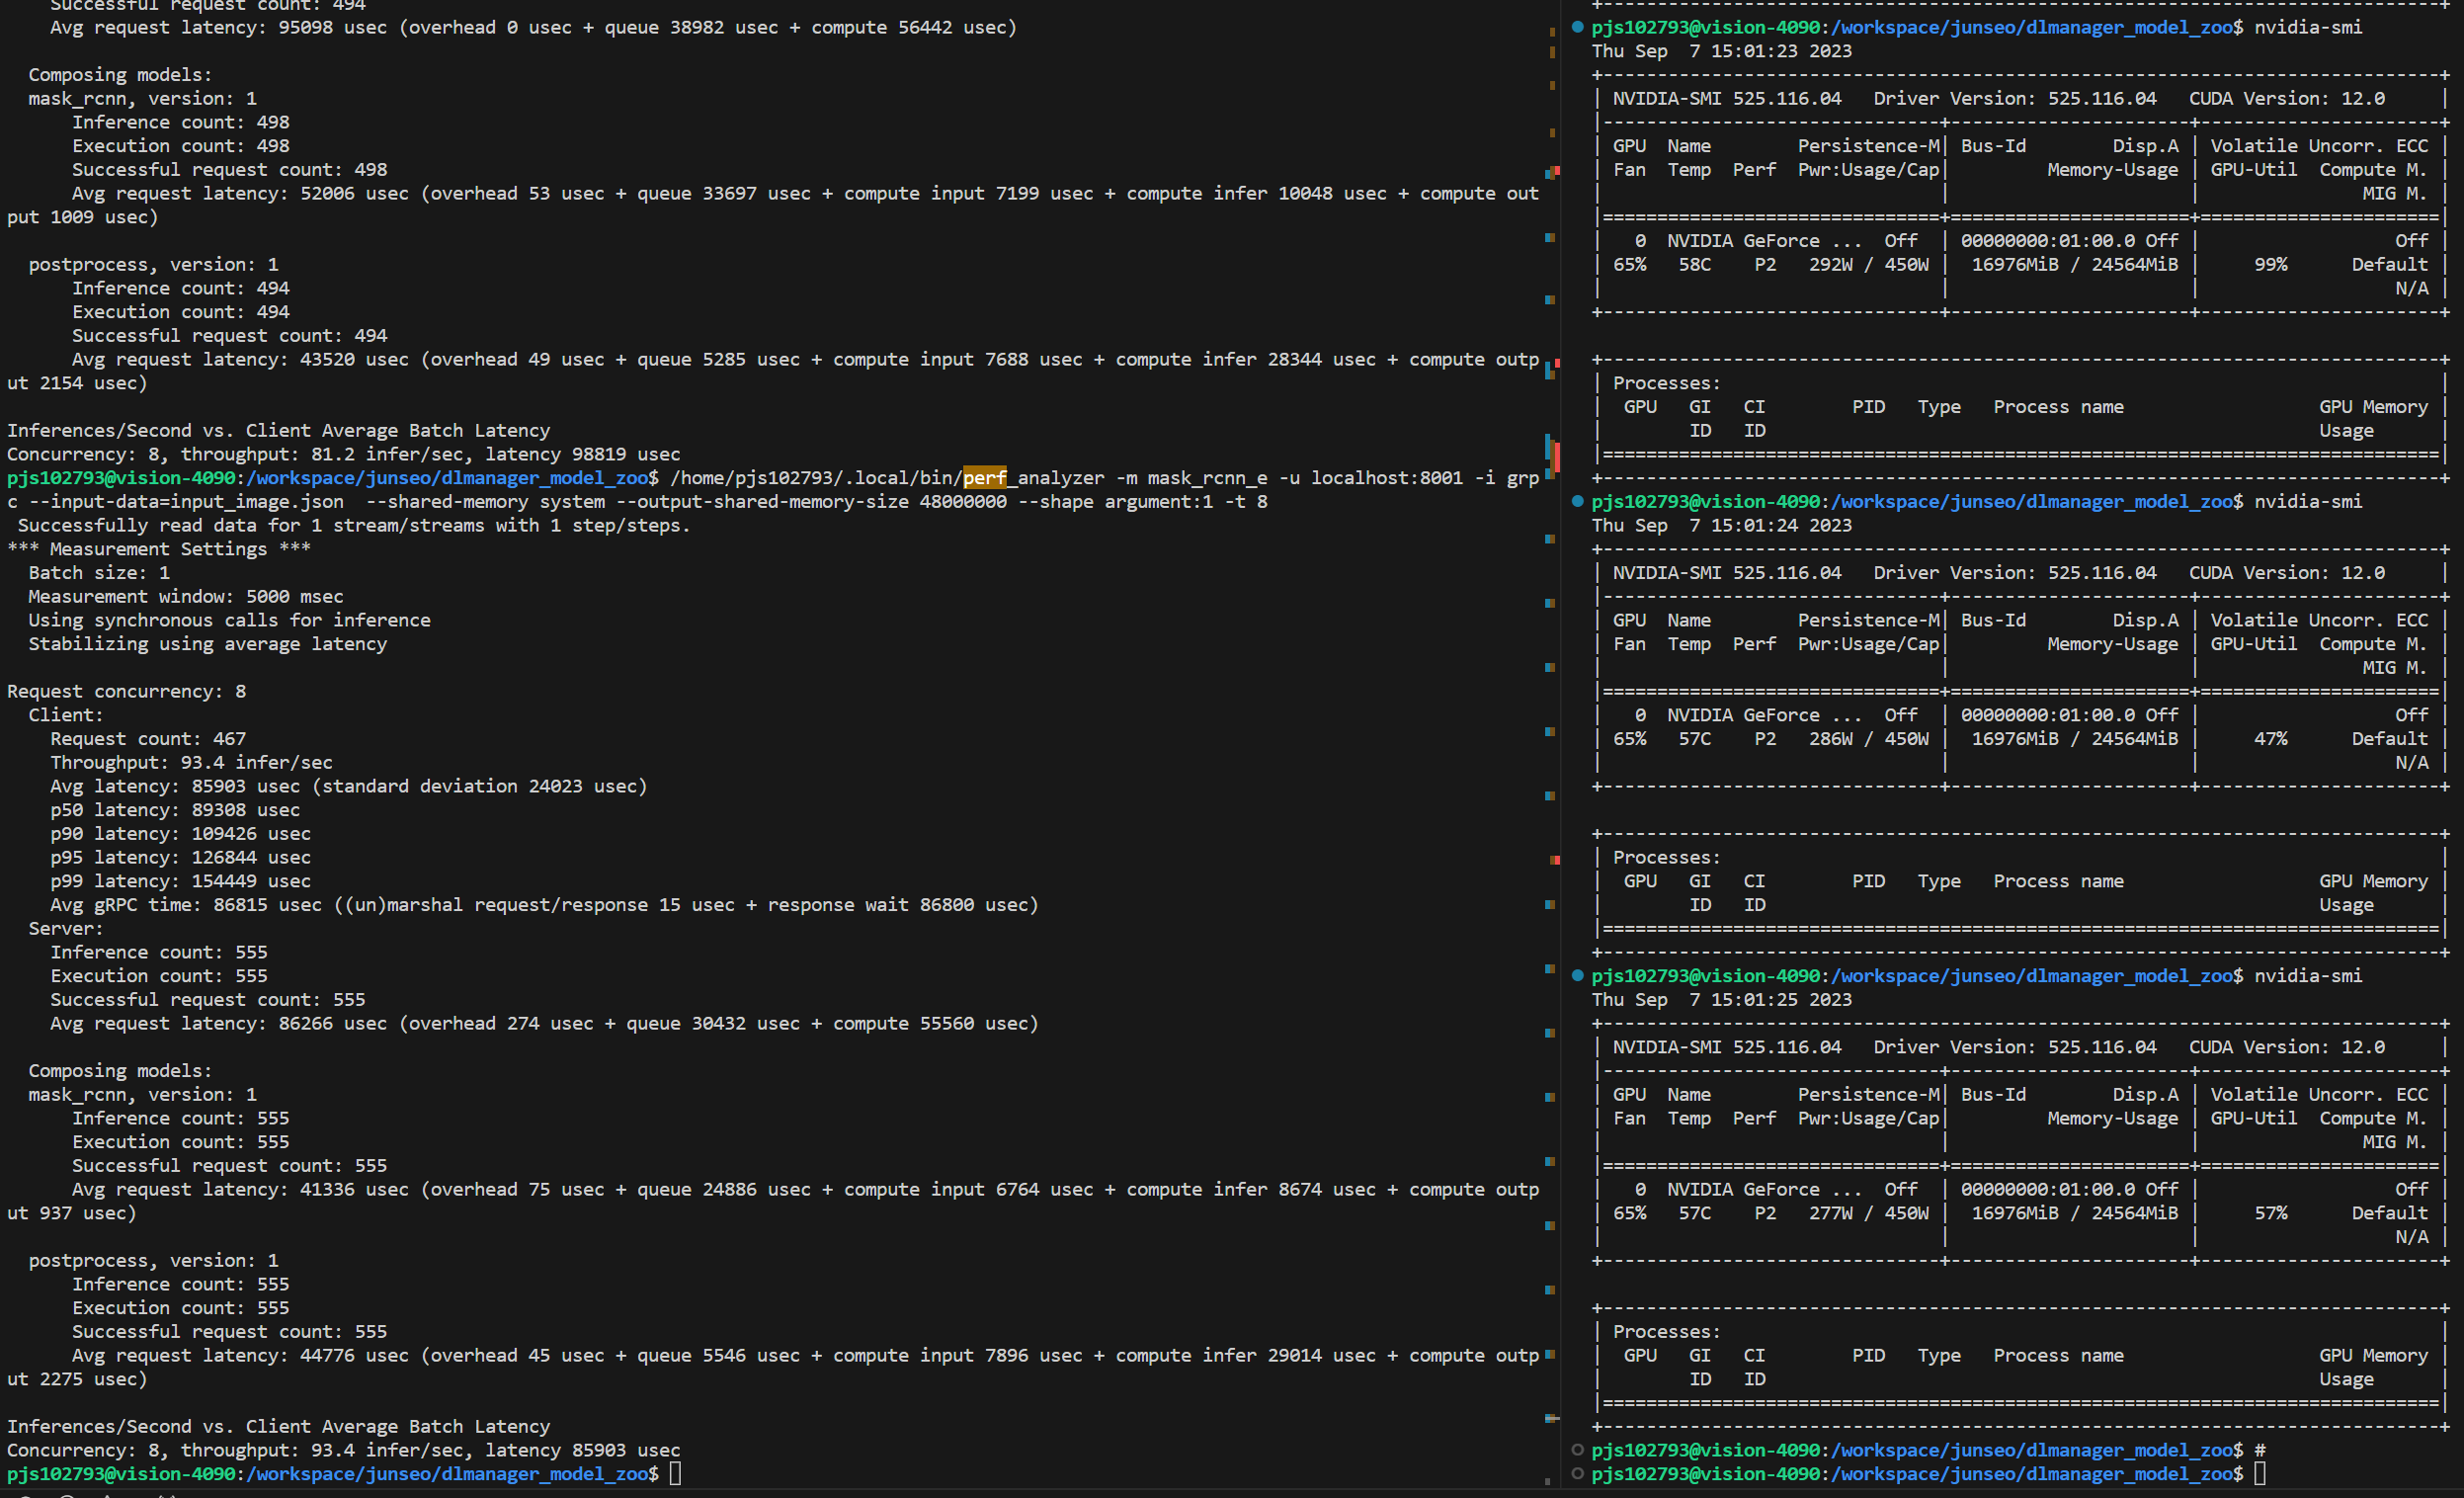 Successful request count: 494
Avg request latency: 95098 usec (overhead 0 usec + queue 38982 usec + compute 56442 usec)
Composing models:
mask_rcnn, version: 1
Inference count: 498
Execution count: 498
Successful request count: 498
Avg request latency: 52006 usec (overhead 53 usec + queue 33697 usec + compute input 7199 usec + compute infer 10048 usec + compute out
put 1009 usec)
postprocess, version: 1
Inference count: 494
Execution count: 494
Successful request count: 494
Avg request latency: 43520 usec (overhead 49 usec + queue 5285 usec + compute input 7688 usec + compute infer 28344 usec + compute outp
ut 2154 usec)
Inferences/Second vs. Client Average Batch Latency
Concurrency: 8, throughput: 81.2 infer/sec, latency 98819 usec
pjs102793@vision-4090:/workspace/junseo/dlmanager_model_zoo$ /home/pjs102793/.local/bin/perf_analyzer -m mask_rcnn_e -u localhost:8001 -i grp
c --input-data=input_image.json  --shared-memory system --output-shared-memory-size 48000000 --shape argument:1 -t 8
Successfully read data for 1 stream/streams with 1 step/steps.
*** Measurement Settings ***
Batch size: 1
Measurement window: 5000 msec
Using synchronous calls for inference
Stabilizing using average latency
Request concurrency: 8
Client:
Request count: 467
Throughput: 93.4 infer/sec
Avg latency: 85903 usec (standard deviation 24023 usec)
p50 latency: 89308 usec
p90 latency: 109426 usec
p95 latency: 126844 usec
p99 latency: 154449 usec
Avg gRPC time: 86815 usec ((un)marshal request/response 15 usec + response wait 86800 usec)
Server:
Inference count: 555
Execution count: 555
Successful request count: 555
Avg request latency: 86266 usec (overhead 274 usec + queue 30432 usec + compute 55560 usec)
Composing models:
mask_rcnn, version: 1
Inference count: 555
Execution count: 555
Successful request count: 555
Avg request latency: 41336 usec (overhead 75 usec + queue 24886 usec + compute input 6764 usec + compute infer 8674 usec + compute outp
ut 937 usec)
postprocess, version: 1
Inference count: 555
Execution count: 555
Successful request count: 555
Avg request latency: 44776 usec (overhead 45 usec + queue 5546 usec + compute input 7896 usec + compute infer 29014 usec + compute outp
ut 2275 usec)
Inferences/Second vs. Client Average Batch Latency
Concurrency: 8, throughput: 93.4 infer/sec, latency 85903 usec
pjs102793@vision-4090:/workspace/junseo/dlmanager_model_zoo$
pjs102793@vision-4090:/workspace/junseo/dlmanager_model_zoo$ nvidia-smi
Thu Sep  7 15:01:23 2023
| NVIDIA-SMI 525.116.04   Driver Version: 525.116.04   CUDA Version: 12.0     |
| GPU  Name        Persistence-M| Bus-Id        Disp.A | Volatile Uncorr. ECC |
| Fan  Temp  Perf  Pwr:Usage/Cap|         Memory-Usage | GPU-Util  Compute M. |
|                               |                      |               MIG M. |
|   0  NVIDIA GeForce ...  Off  | 00000000:01:00.0 Off |                  Off |
| 65%   58C    P2   292W / 450W |  16976MiB / 24564MiB |     99%      Default |
|                               |                      |                  N/A |
| Processes:                                                                  |
|  GPU   GI   CI        PID   Type   Process name                  GPU Memory |
|        ID   ID                                                   Usage      |
pjs102793@vision-4090:/workspace/junseo/dlmanager_model_zoo$ nvidia-smi
Thu Sep  7 15:01:24 2023
| NVIDIA-SMI 525.116.04   Driver Version: 525.116.04   CUDA Version: 12.0     |
| GPU  Name        Persistence-M| Bus-Id        Disp.A | Volatile Uncorr. ECC |
| Fan  Temp  Perf  Pwr:Usage/Cap|         Memory-Usage | GPU-Util  Compute M. |
|                               |                      |               MIG M. |
|   0  NVIDIA GeForce ...  Off  | 00000000:01:00.0 Off |                  Off |
| 65%   57C    P2   286W / 450W |  16976MiB / 24564MiB |     47%      Default |
|                               |                      |                  N/A |
| Processes:                                                                  |
|  GPU   GI   CI        PID   Type   Process name                  GPU Memory |
|        ID   ID                                                   Usage      |
pjs102793@vision-4090:/workspace/junseo/dlmanager_model_zoo$ nvidia-smi
Thu Sep  7 15:01:25 2023
| NVIDIA-SMI 525.116.04   Driver Version: 525.116.04   CUDA Version: 12.0     |
| GPU  Name        Persistence-M| Bus-Id        Disp.A | Volatile Uncorr. ECC |
| Fan  Temp  Perf  Pwr:Usage/Cap|         Memory-Usage | GPU-Util  Compute M. |
|                               |                      |               MIG M. |
|   0  NVIDIA GeForce ...  Off  | 00000000:01:00.0 Off |                  Off |
| 65%   57C    P2   277W / 450W |  16976MiB / 24564MiB |     57%      Default |
|                               |                      |                  N/A |
| Processes:                                                                  |
|  GPU   GI   CI        PID   Type   Process name                  GPU Memory |
|        ID   ID                                                   Usage      |
pjs102793@vision-4090:/workspace/junseo/dlmanager_model_zoo$ #
pjs102793@vision-4090:/workspace/junseo/dlmanager_model_zoo$